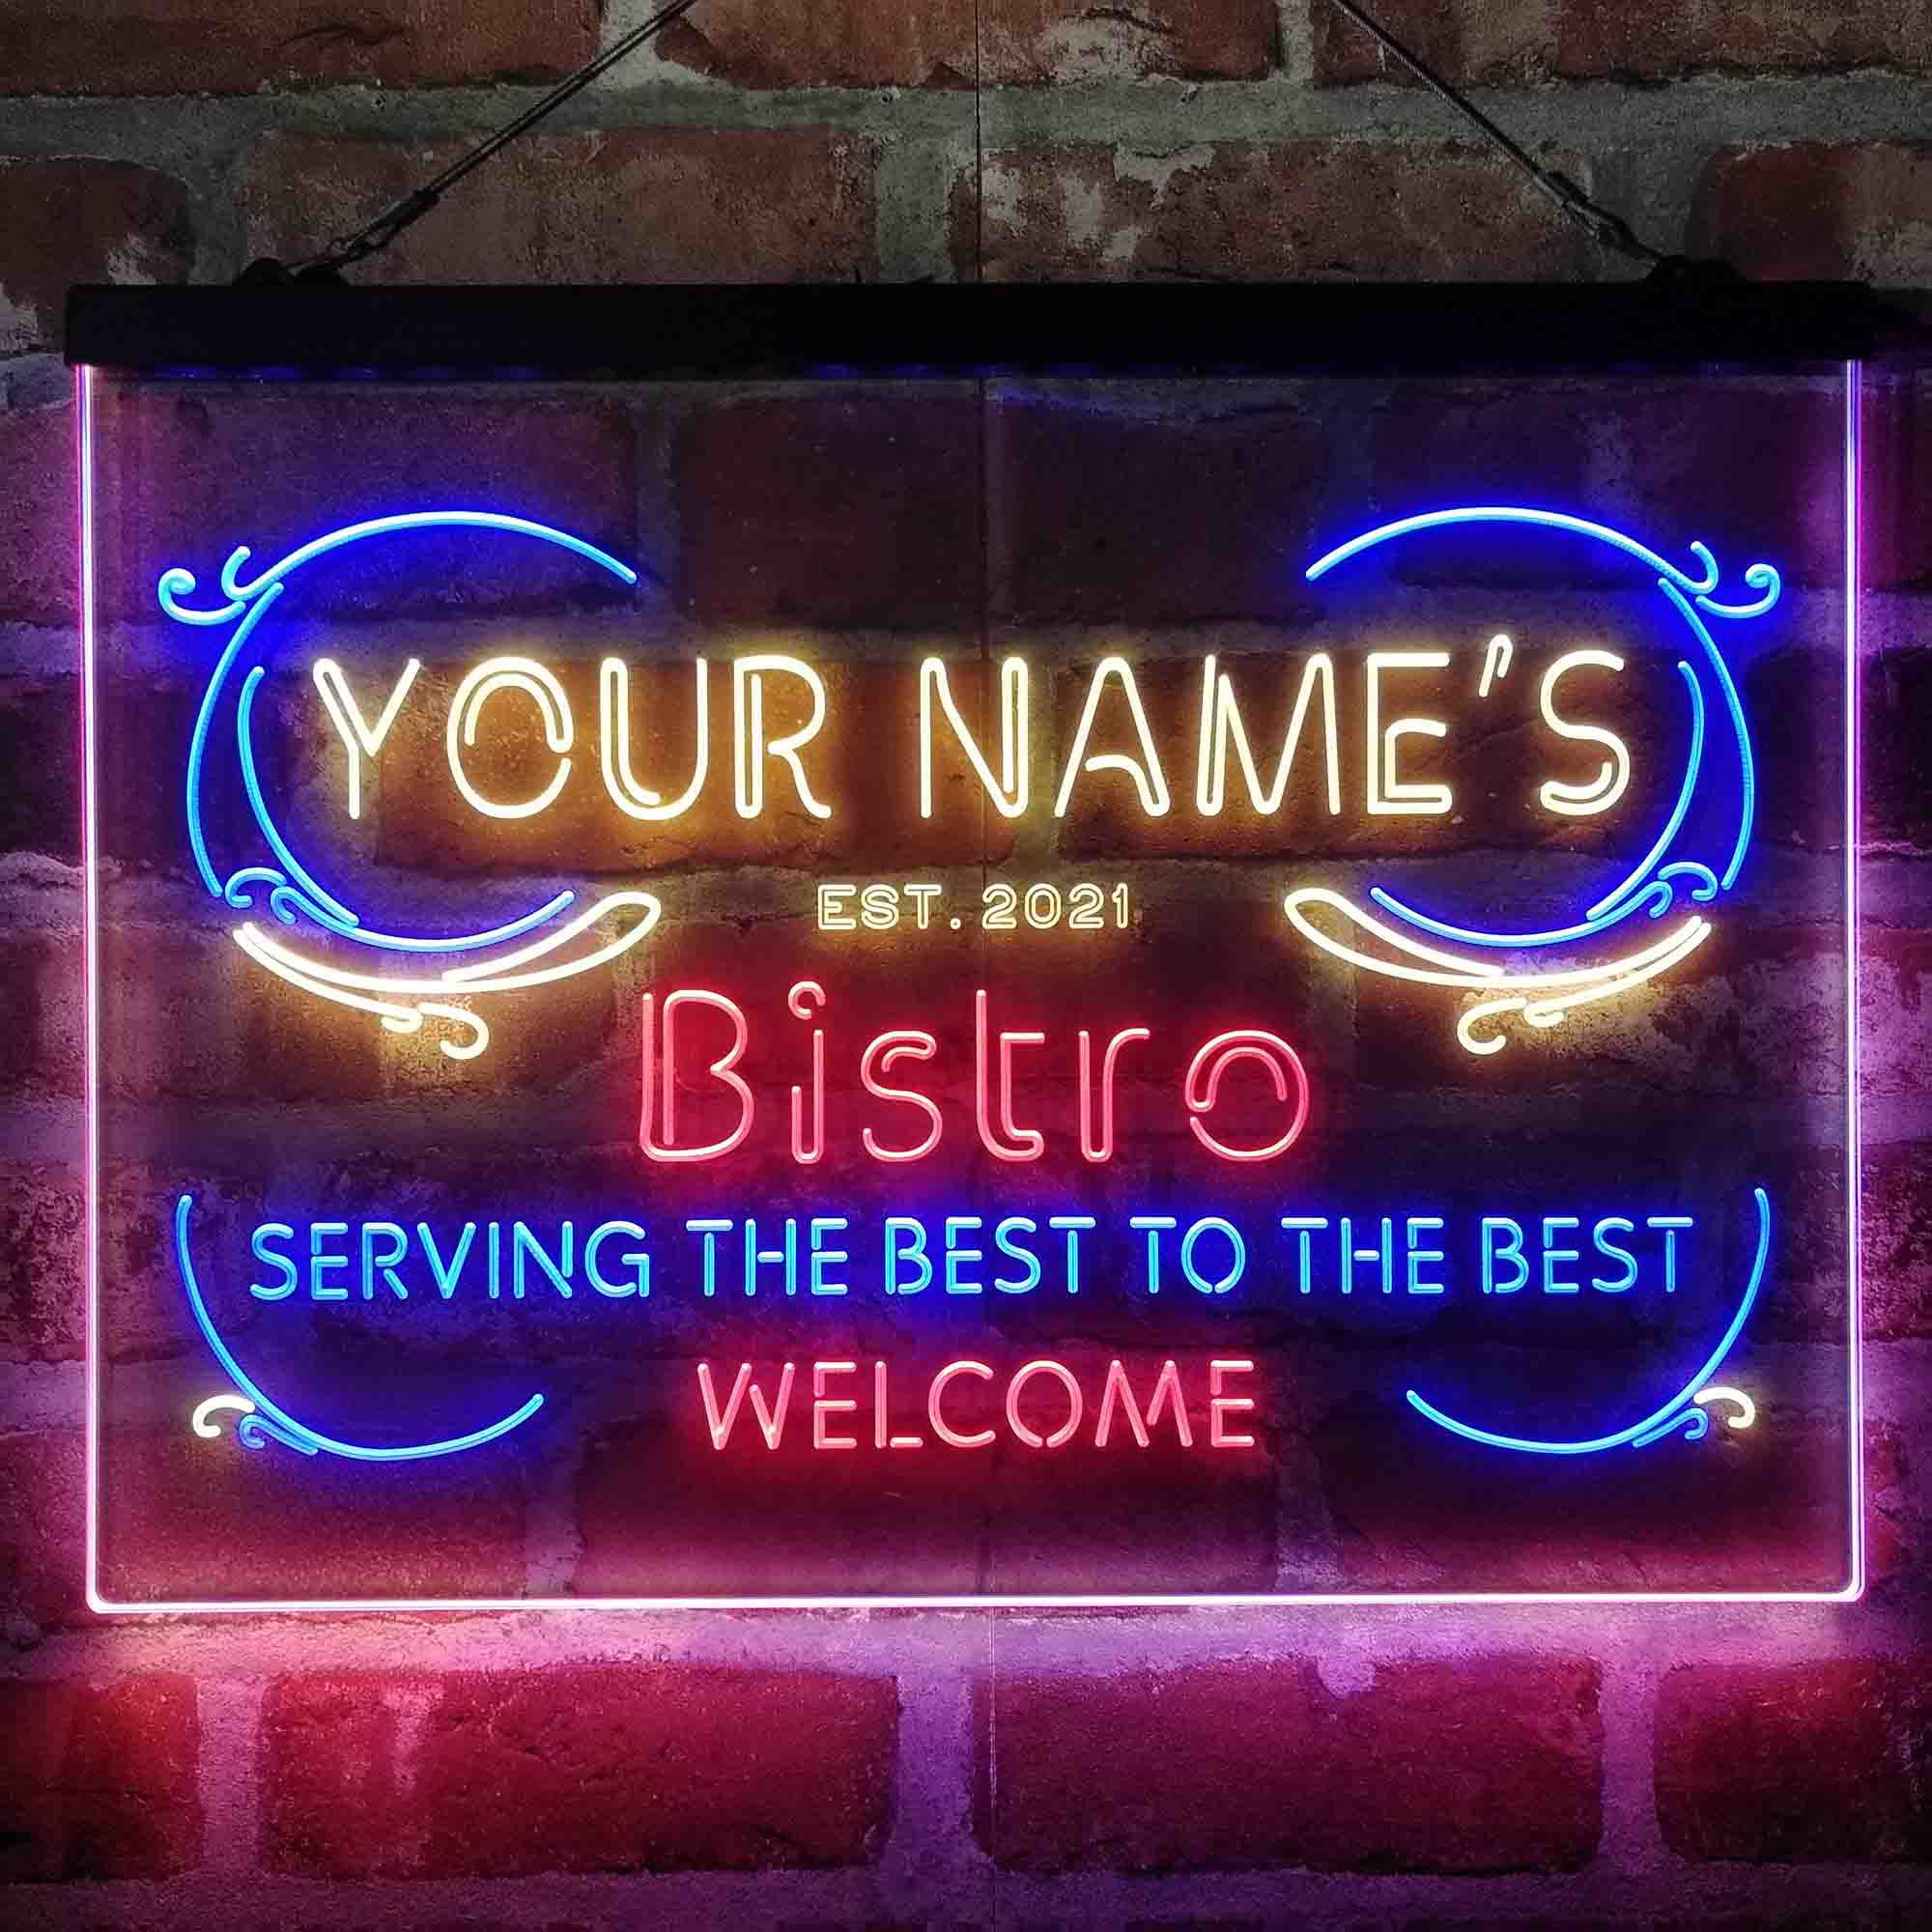 YOUR NAME'S
EST. 2021
Bistro
SERVING THE BEST TO THE BEST
WELCOME